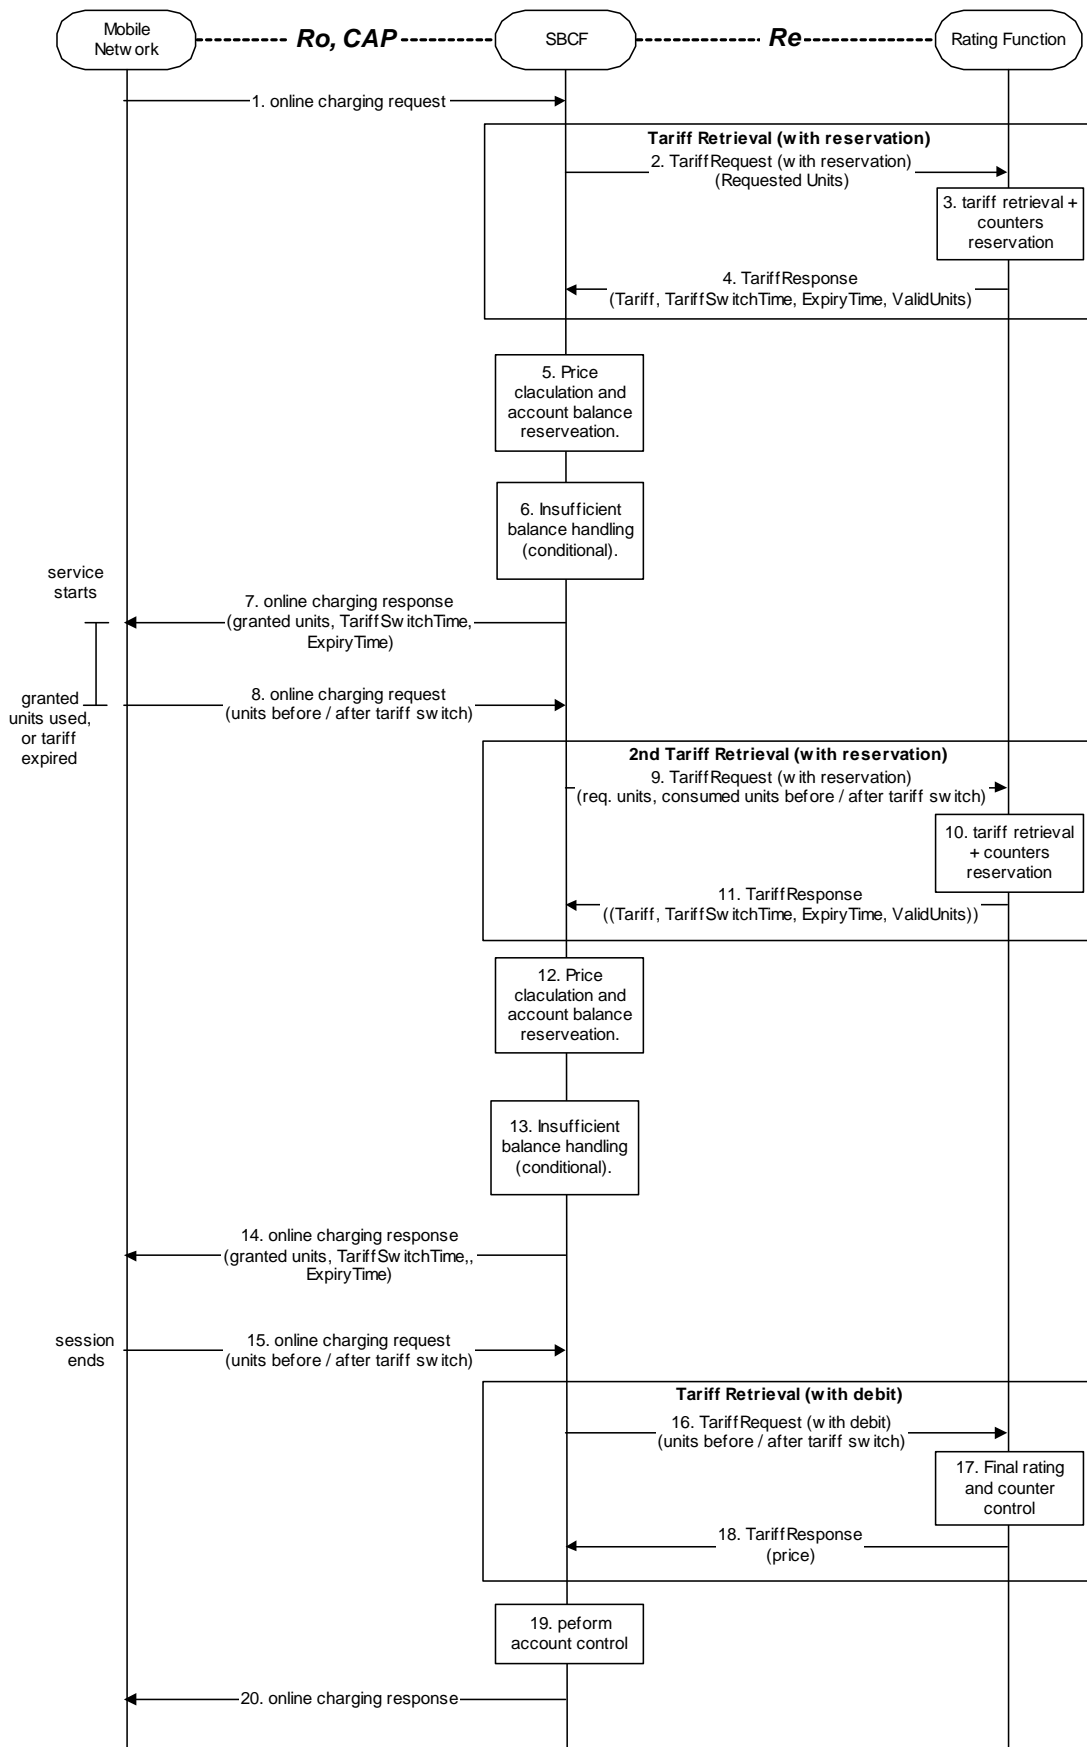 Mobile
Network
Ro, CAP
SBCF
Re
Rating Function
1. online charging request
Tariff Retrieval (with reservation)
2. TariffRequest (with reservation)
(Requested Units)
3. tariff retrieval +
counters
reservation
4. TariffResponse
(Tariff, TariffSwitchTime, ExpiryTime, ValidUnits)
5. Price
claculation and
account balance
reserveation.
6. Insufficient
balance handling
(conditional).
service
starts
7. online charging response
(granted units, TariffSwitchTime,
ExpiryTime)
granted
units used,
or tariff
expired
8. online charging request
(units before / after tariff switch)
2nd Tariff Retrieval (with reservation)
9. TariffRequest (with reservation)
(req. units, consumed units before / after tariff switch)
10. tariff retrieval
+ counters
reservation
11. TariffResponse
((Tariff, TariffSwitchTime, ExpiryTime, ValidUnits))
12. Price
claculation and
account balance
reserveation.
13. Insufficient
balance handling
(conditional).
14. online charging response
(granted units, TariffSwitchTime,,
ExpiryTime)
session
ends
15. online charging request
(units before / after tariff switch)
Tariff Retrieval (with debit)
16. TariffRequest (with debit)
(units before / after tariff switch)
17. Final rating
and counter
control
18. TariffResponse
(price)
19. peform
account control
20. online charging response